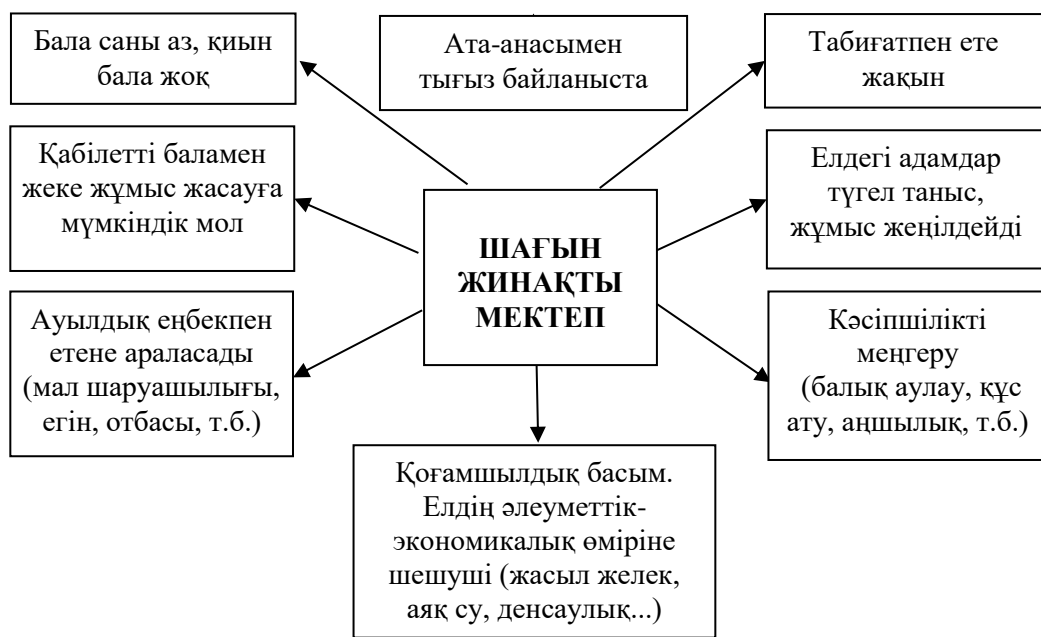 Бала саны аз, қиын
бала жоқ
Ата-анасымен
тығыз байланыста
Табиғатпен ете
жақын
Қабілетті баламен
жеке жұмыс жасауға
мүмкіндік мол
ШАҒЫН
ЖИНАҚТЫ
МЕКТЕП
Елдегі адамдар
түгел таныс,
жұмыс жеңілдейді
Ауылдық еңбекпен
етене араласады
(мал шаруашылығы,
егін, отбасы, т.б.)
Кәсіпшілікті
меңгеру
(балық аулау, құс
ату, аңшылық, т.б.)
Қоғамшылдық басым.
Елдің әлеуметтік-
экономикалық өміріне
шешуші (жасыл желек,
аяқ су, денсаулық...)